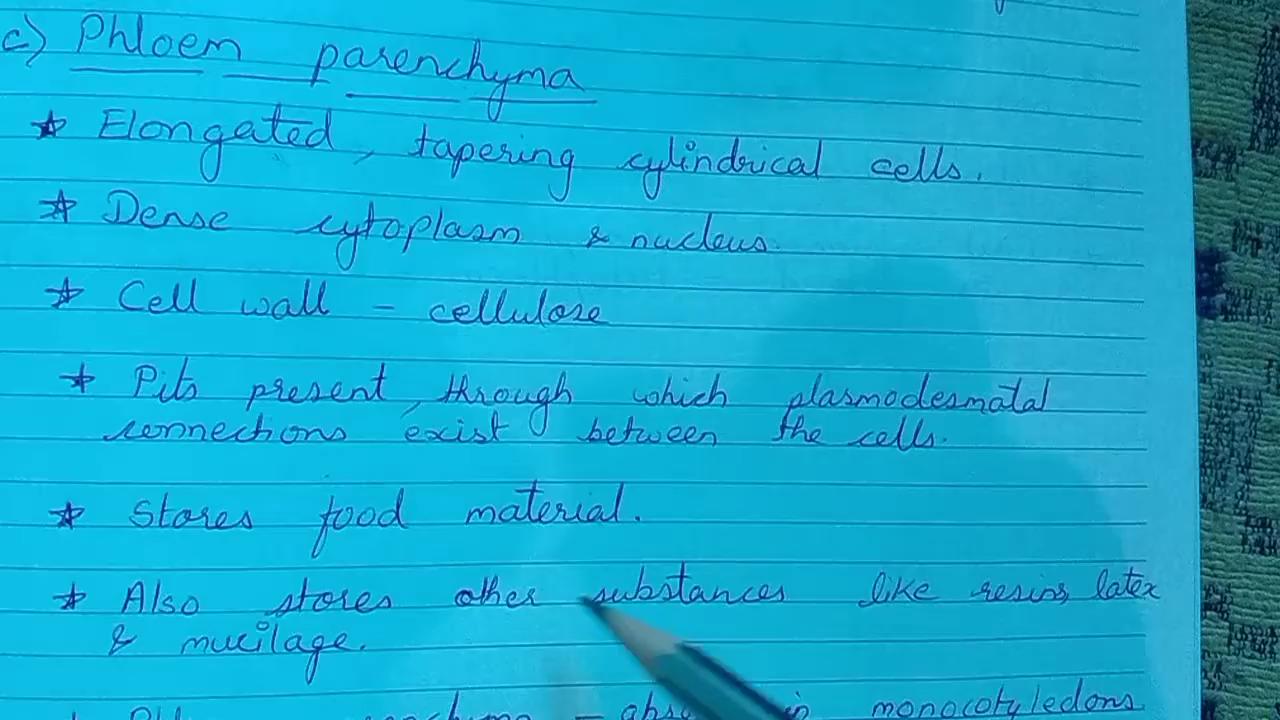 c) Phloem parenchyma
* Elongated, tapering cylindrical cells.
* Dense cytoplasm & nucleus.
* Cell wall - cellulose
* Pits present, through which plasmodesmatal
connections exist between the cells.
* Stores food material.
* Also stores other substances like resins, latex
& mucilage.
in monocotyledons